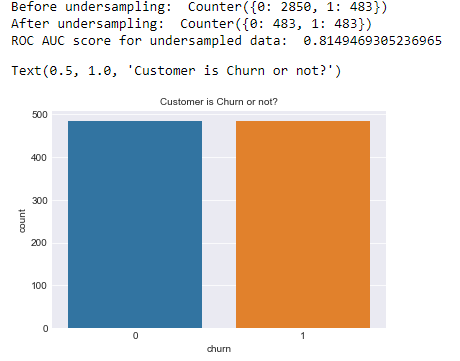 Before undersampling:  Counter({0: 2850, 1: 483})
After undersampling:  Counter({0: 483, 1: 483})
ROC AUC score for undersampled data:  0.8149469305236965
Text(0.5, 1.0, 'Customer is Churn or not?')
Customer is Churn or not?
500
400
300
200
100
0
count
0 1
churn